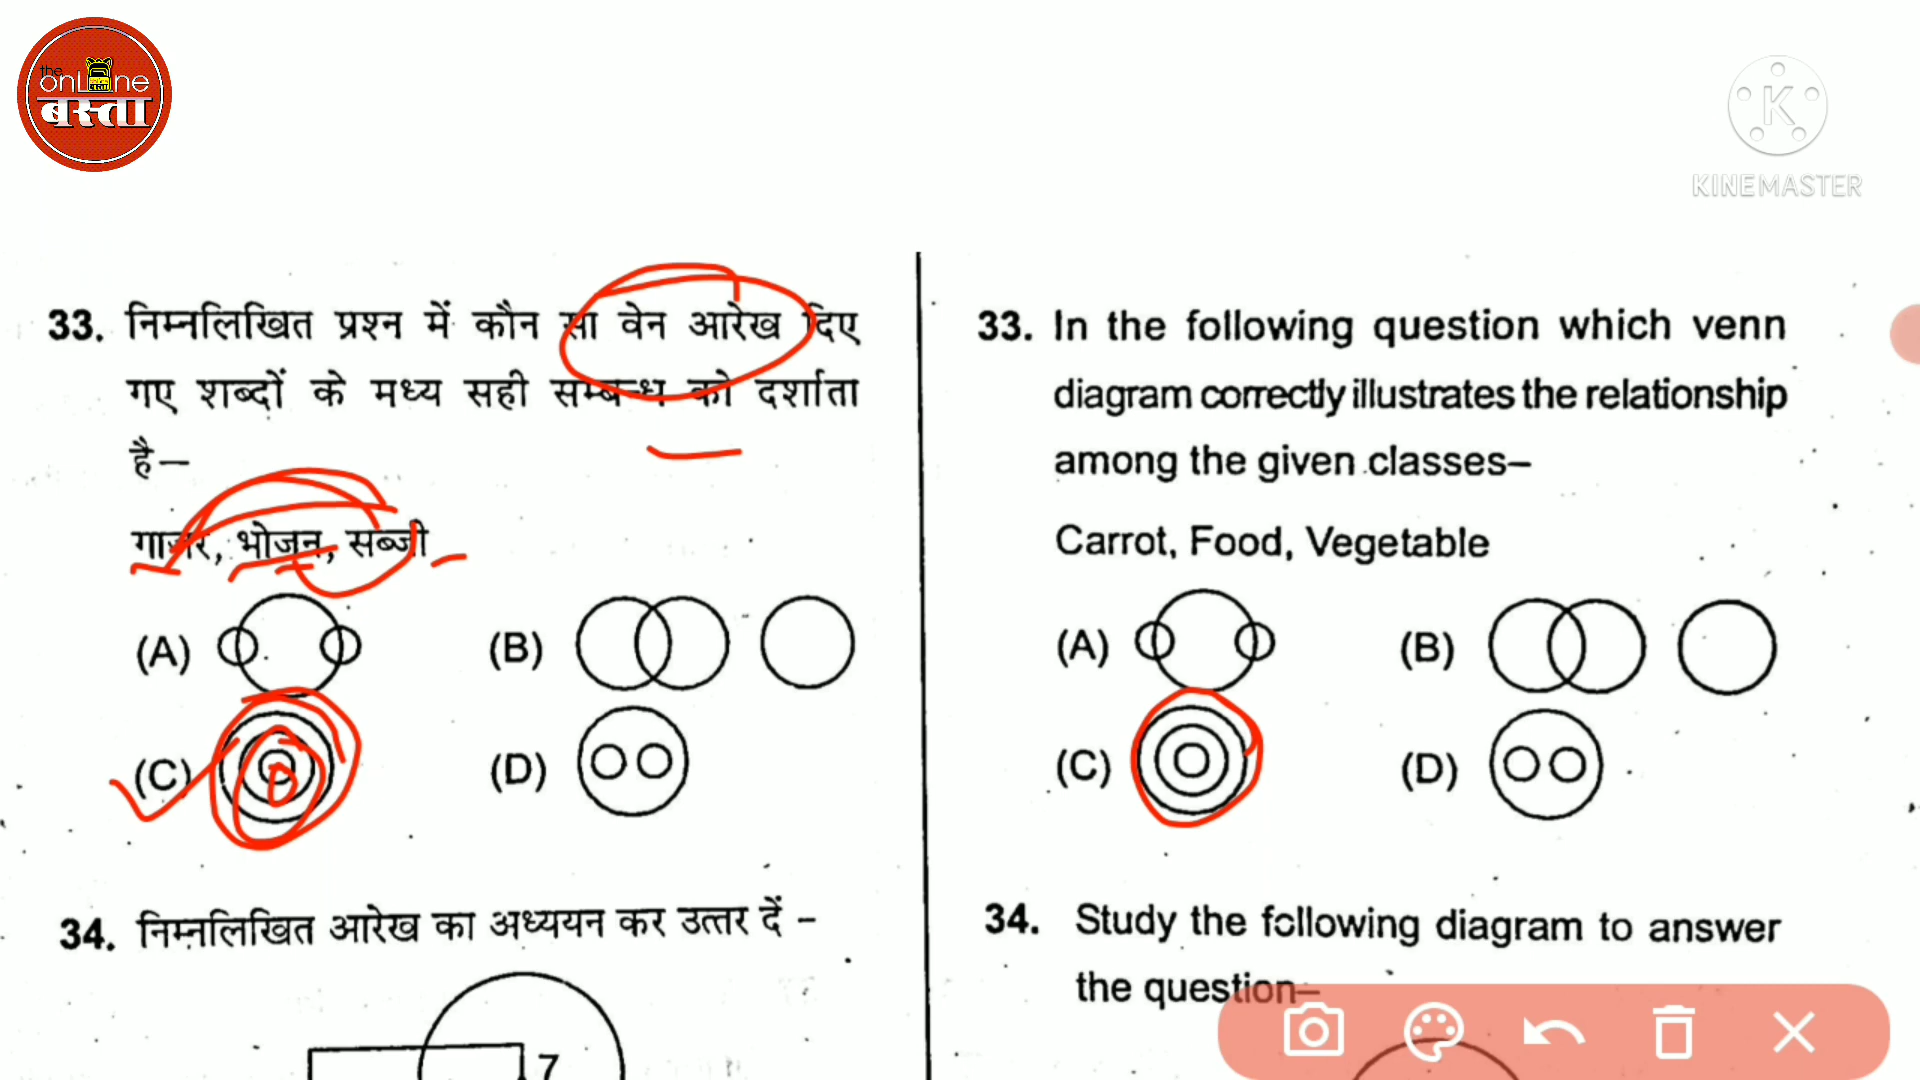 the
onLine
बस्ता
KINEMASTER
33. निम्नलिखित प्रश्न में कौन सा वेन आरेख दिए
गए शब्दों के मध्य सही सम्बन्ध को दर्शाता
है–
गाजर, भोजन, सब्जी
(A) (B)
(C) (D)
34. निम्नलिखित आरेख का अध्ययन कर उत्तर दें -
7
33. In the following question which venn
diagram correctly illustrates the relationship
among the given classes–
Carrot, Food, Vegetable
(A) (B)
(C) (D)
34. Study the following diagram to answer
the question–